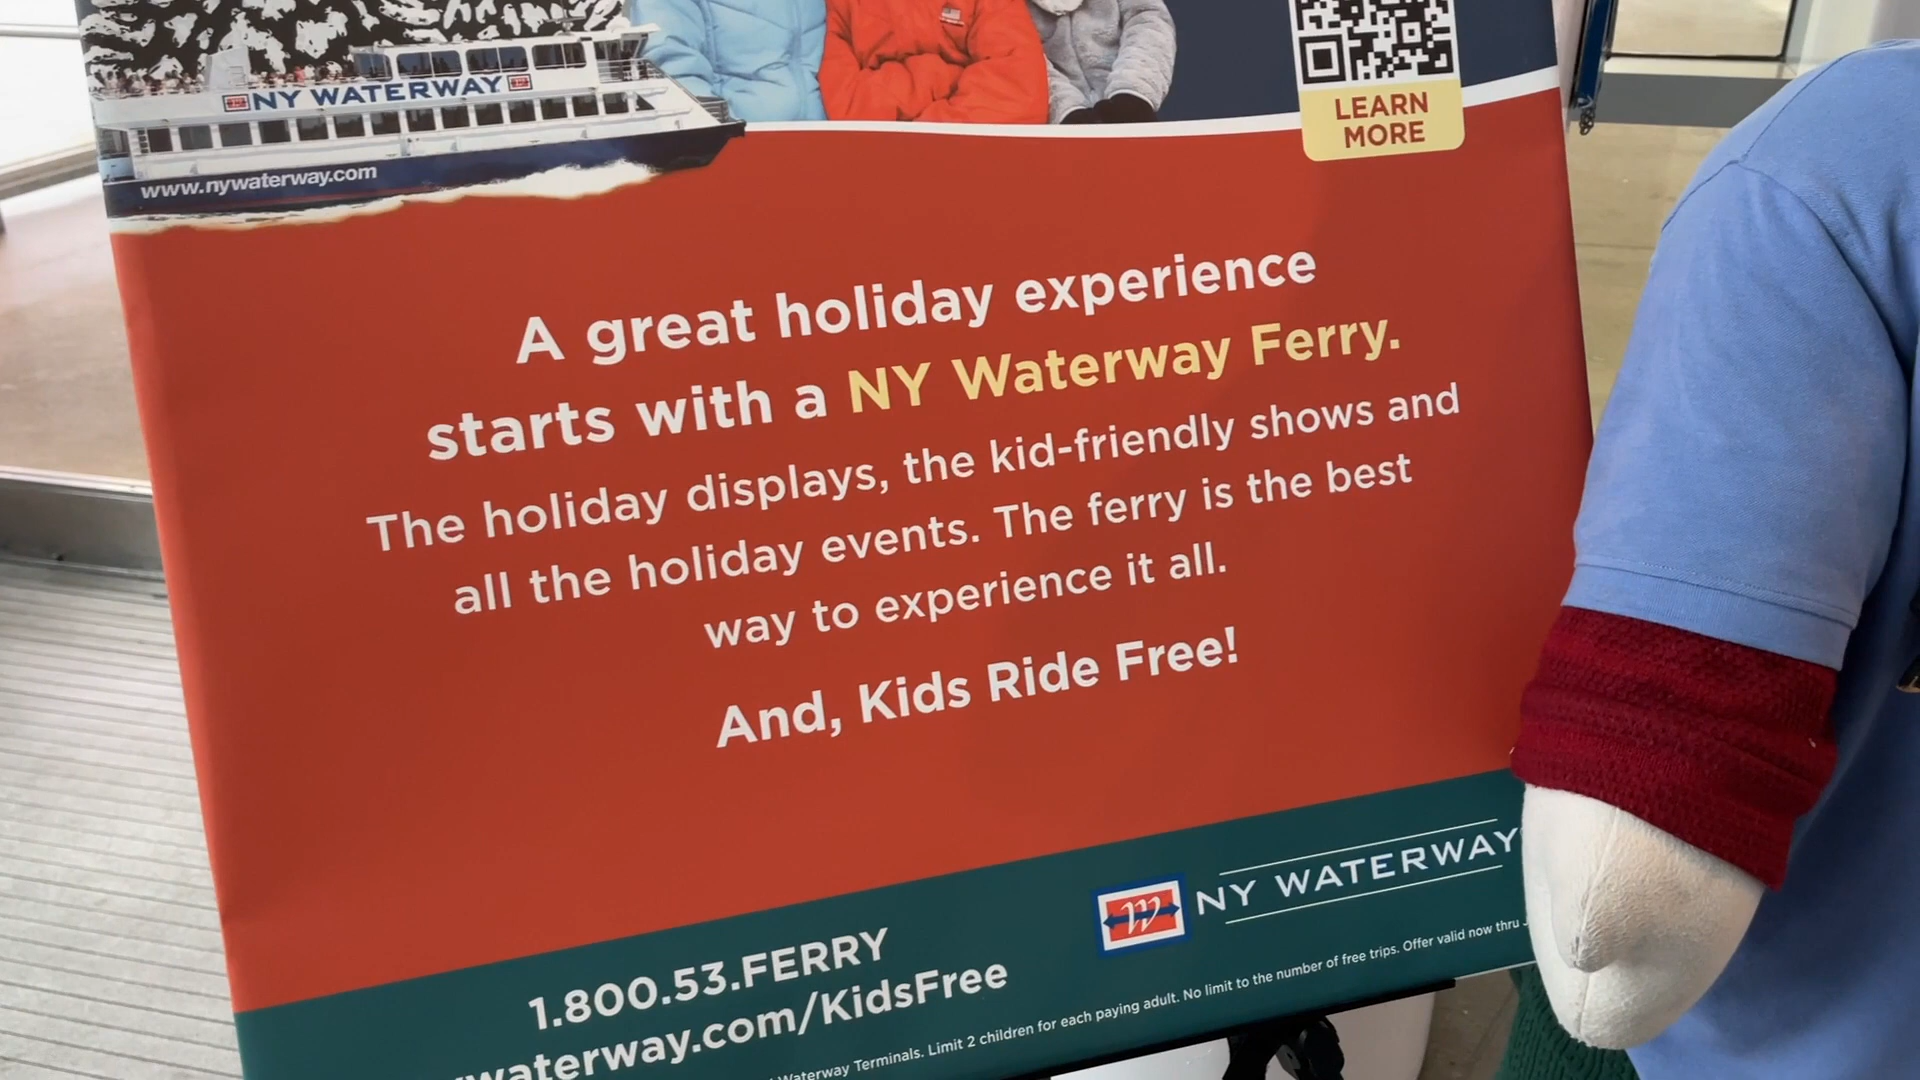 NY WATERWAY
www.nywaterway.com
LEARN
MORE
A great holiday experience
starts with a NY Waterway Ferry.
The holiday displays, the kid-friendly shows and
all the holiday events. The ferry is the best
way to experience it all.
And, Kids Ride Free!
NY WATERWAY
1.800.53.FERRY
waterway.com/KidsFree
Waterway Terminals. Limit 2 children for each paying adult. No limit to the number of free trips. Offer valid now thru